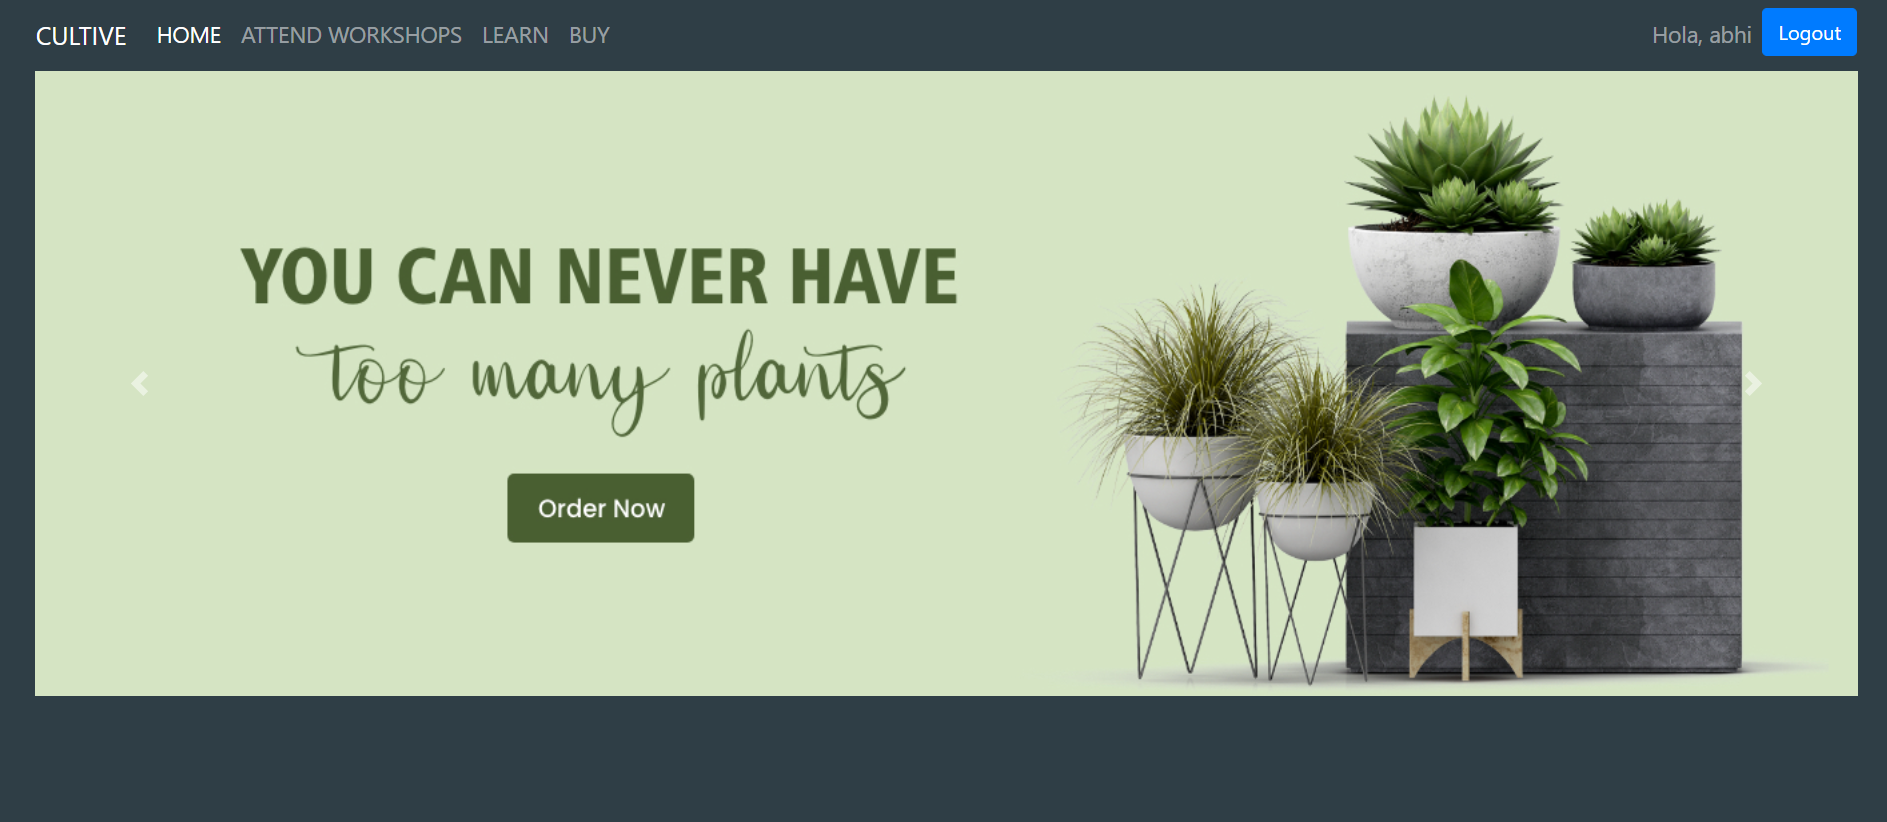 CULTIVE HOME ATTEND WORKSHOPS LEARN BUY Hola, abhi Logout
YOU CAN NEVER HAVE
too many plants
Order Now